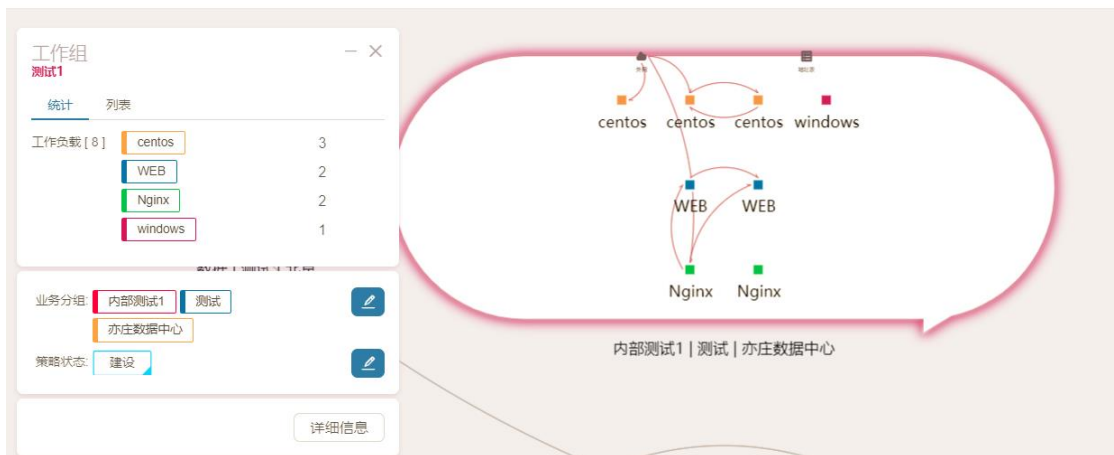 工作组
测试1
统计 列表
工作负载 [ 8 ] centos 3
WEB 2
Nginx 2
windows 1
业务分组: 内部测试1 测试
亦庄数据中心
策略状态: 建设
详细信息
centos centos centos windows
WEB WEB
Nginx Nginx
内部测试1 | 测试 | 亦庄数据中心